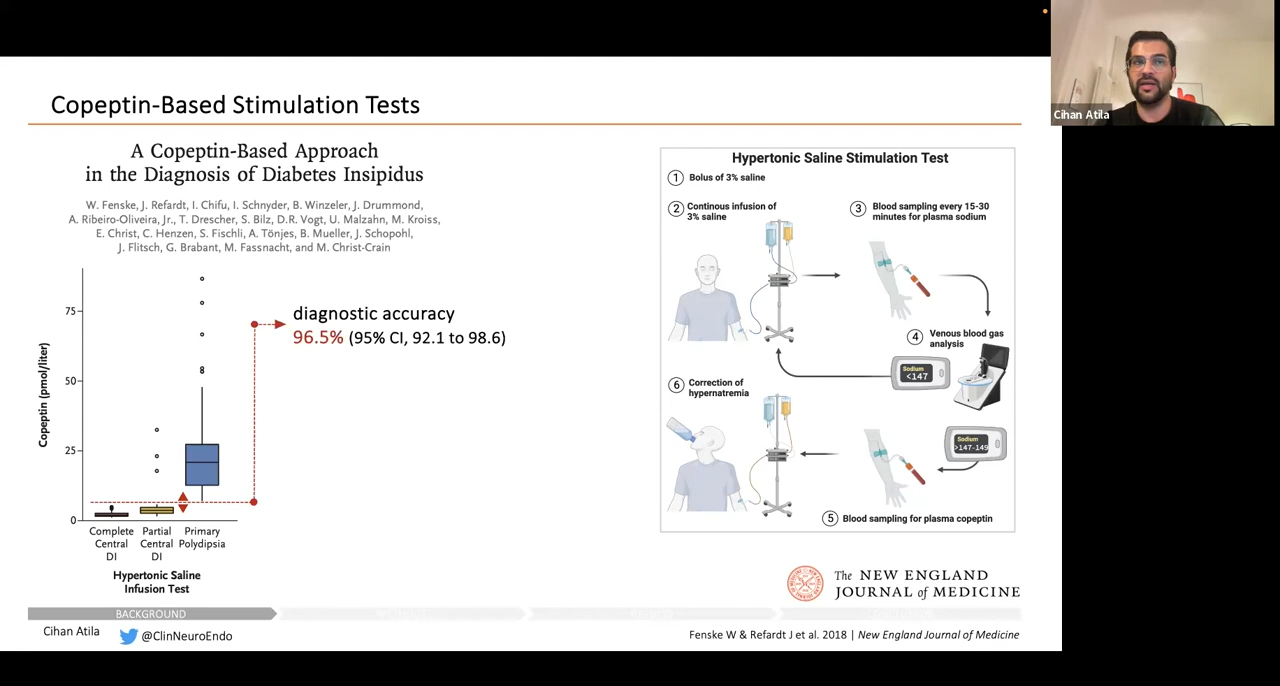 Copeptin-Based Stimulation Tests
A Copeptin-Based Approach
in the Diagnosis of Diabetes Insipidus
W. Fenske, J. Refardt, I. Chifu, I. Schnyder, B. Winzeler, J. Drummond,
A. Ribeiro-Oliveira, Jr., T. Drescher, S. Bilz, D.R. Vogt, U. Malzahn, M. Kroiss,
E. Christ, C. Henzen, S. Fischli, A. Tönjes, B. Mueller, J. Schopohl,
J. Flitsch, G. Brabant, M. Fassnacht, and M. Christ-Crain
Copeptin (pmol/liter)
75
50
25
0
Complete
Central
DI
Partial
Central
DI
Primary
Polydipsia
Hypertonic Saline
Infusion Test
diagnostic accuracy
96.5% (95% CI, 92.1 to 98.6)
Hypertonic Saline Stimulation Test
1 Bolus of 3% saline
2 Continous infusion of
3% saline
3 Blood sampling every 15-30
minutes for plasma sodium
4 Venous blood gas
analysis
Sodium
<147
Sodium
>147-149
5 Blood sampling for plasma copeptin
6 Correction of
hypernatremia
The NEW ENGLAND
JOURNAL of MEDICINE
BACKGROUND
Cihan Atila
@ClinNeuroEndo
Fenske W & Refardt J et al. 2018 | New England Journal of Medicine
Cihan Atila